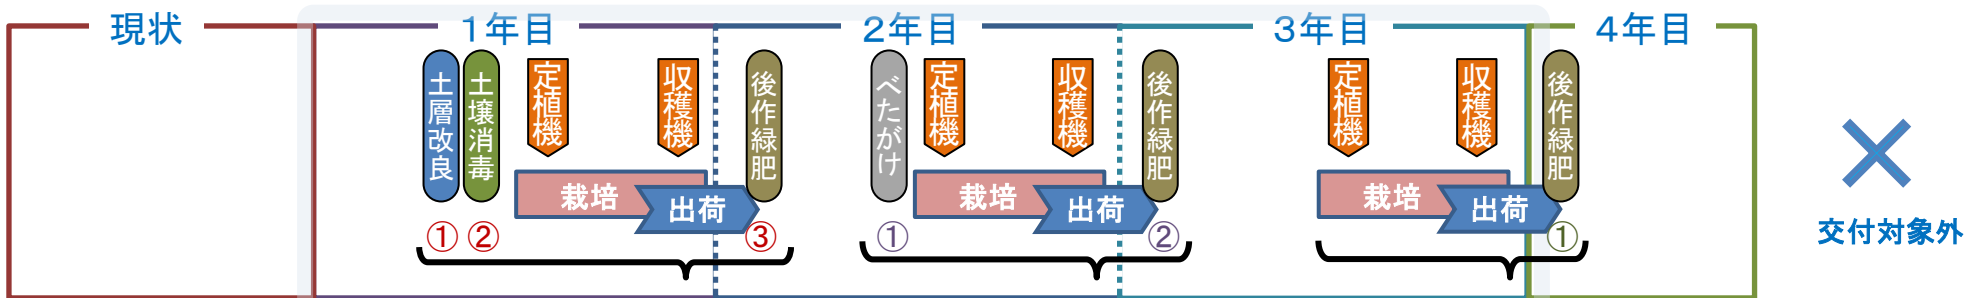 現状
1年目
2年目
3年目
4年目
土層改良
土壌消毒
定植機
収穫機
後作緑肥
べたがけ
定植機
収穫機
後作緑肥
定植機
収穫機
後作緑肥
栽培
出荷
栽培
出荷
栽培
出荷
①
②
③
①
②
①
×
交付対象外